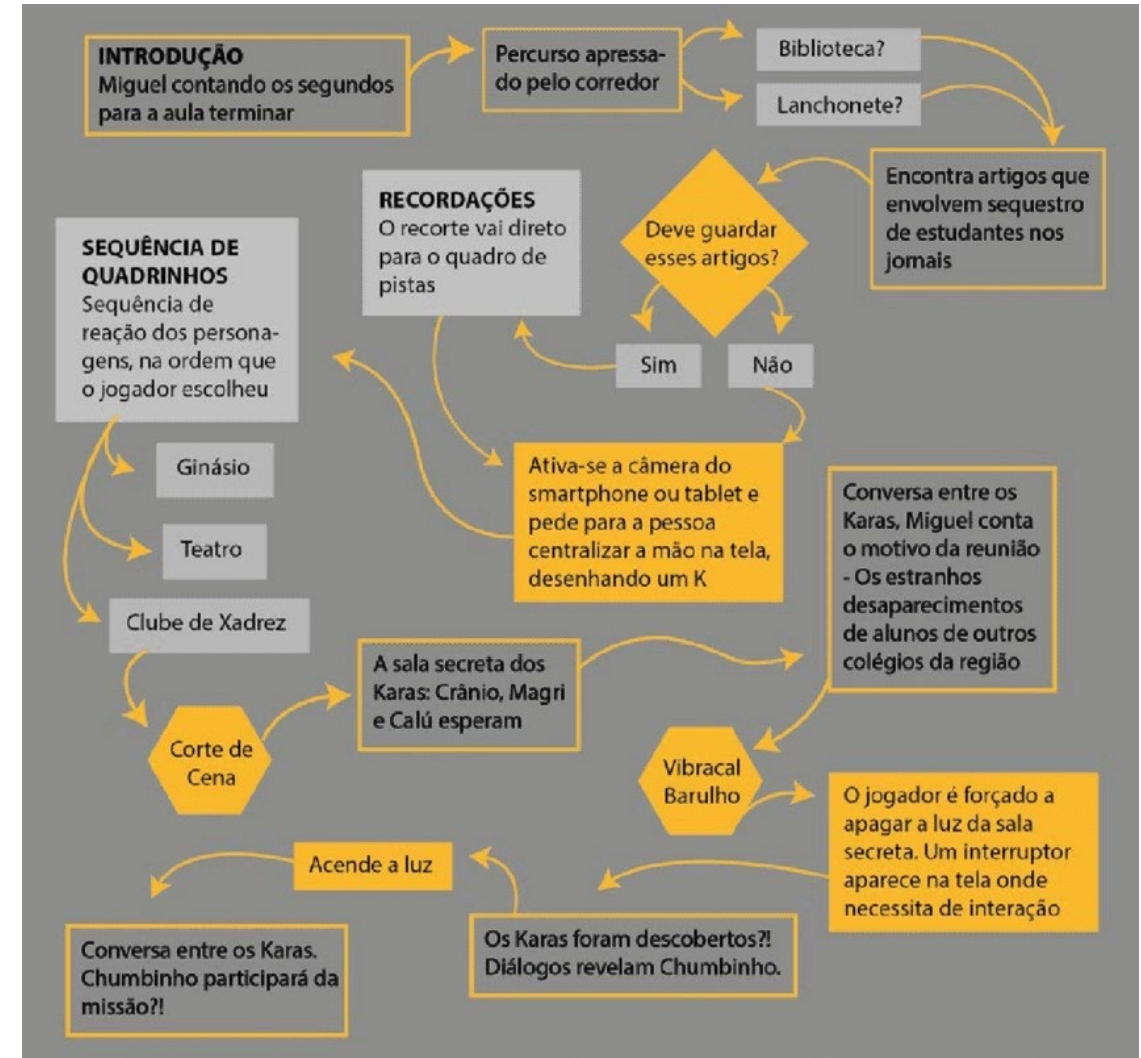 INTRODUÇÃO
Miguel contando os segundos
para a aula terminar
Percurso apressa-
do pelo corredor
Biblioteca?
Lanchonete?
Encontra artigos que
envolvem sequestro
de estudantes nos
jornais
Deve guardar
esses artigos?
Sim
Não
RECORDAÇÕES
O recorte vai direto
para o quadro de
pistas
Ativa-se a câmera do
smartphone ou tablet e
pede para a pessoa
centralizar a mão na tela,
desenhando um K
SEQUÊNCIA DE
QUADRINHOS
Sequência de
reação dos persona-
gens, na ordem que
o jogador escolheu
Ginásio
Teatro
Clube de Xadrez
Corte de
Cena
A sala secreta dos
Karas: Crânio, Magri
e Calú esperam
Conversa entre os
Karas, Miguel conta
o motivo da reunião
- Os estranhos
desaparecimentos
de alunos de outros
colégios da região
Vibracal
Barulho
O jogador é forçado a
apagar a luz da sala
secreta. Um interruptor
aparece na tela onde
necessita de interação
Os Karas foram descobertos?!
Diálogos revelam Chumbinho.
Acende a luz
Conversa entre os Karas.
Chumbinho participará da
missão?!